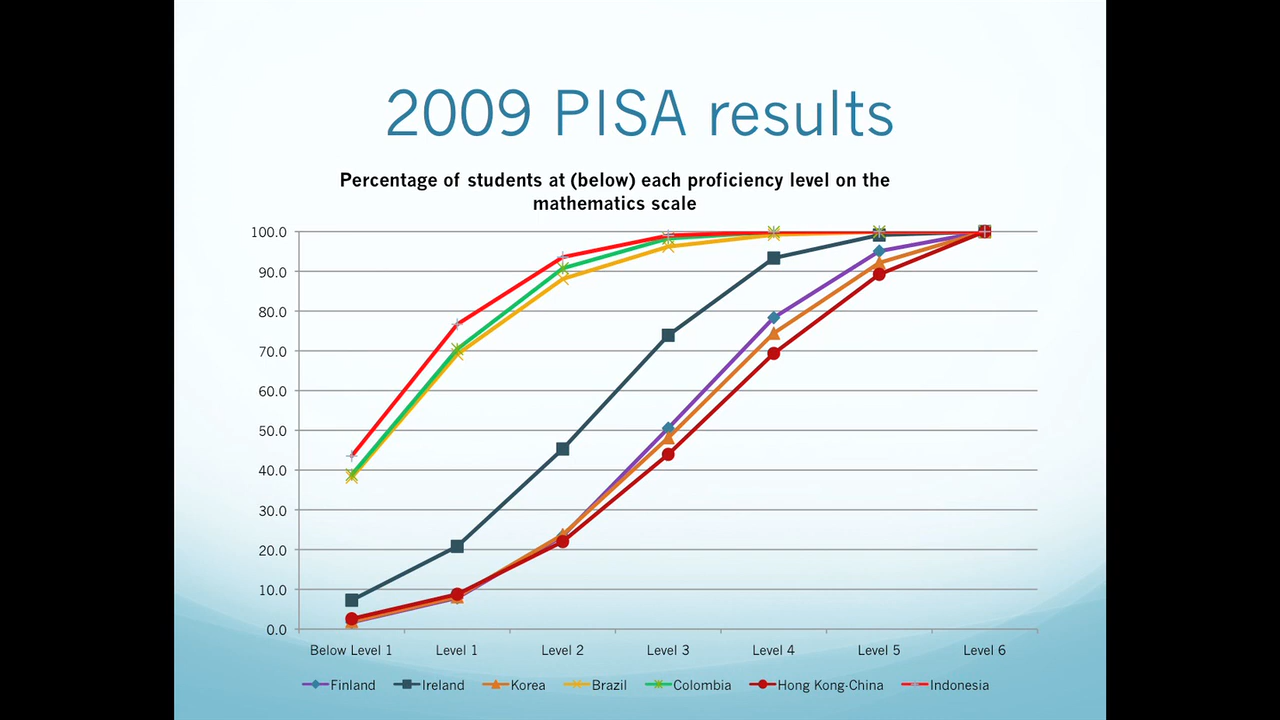 2009 PISA results
Percentage of students at (below) each proficiency level on the
mathematics scale
100.0
90.0
80.0
70.0
60.0
50.0
40.0
30.0
20.0
10.0
0.0
Below Level 1 Level 1 Level 2 Level 3 Level 4 Level 5 Level 6
Finland Ireland Korea Brazil Colombia Hong Kong-China Indonesia